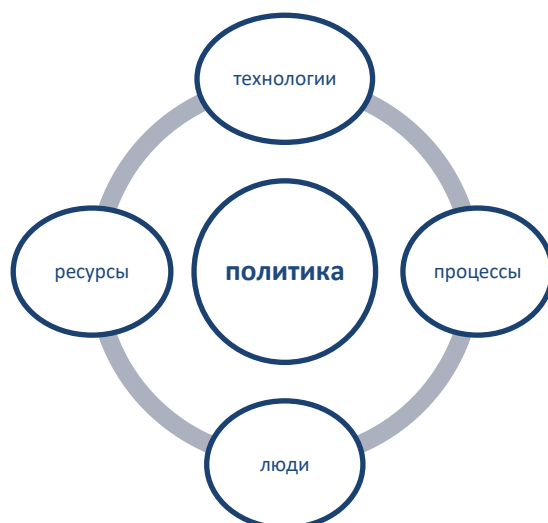 технологии
ресурсы
политика
процессы
люди